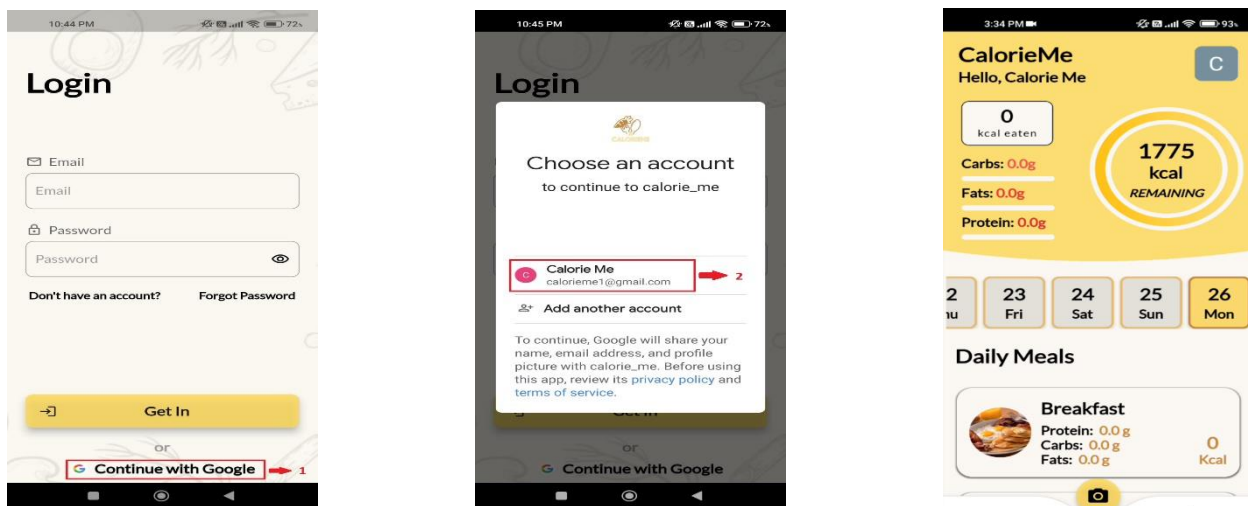 10:44 PM 72%
Login
Email
Email
Password
Password
Don't have an account? Forgot Password
Get In
or
Continue with Google 1
10:45 PM 72%
Login
CALORIEME
Choose an account
to continue to calorie_me
C Calorie Me
calorieme1@gmail.com 2
Add another account
To continue, Google will share your
name, email address, and profile
picture with calorie_me. Before using
this app, review its privacy policy and
terms of service.
Get In
or
Continue with Google
3:34 PM 93%
CalorieMe
Hello, Calorie Me
C
0
kcal eaten
Carbs: 0.0g
Fats: 0.0g
Protein: 0.0g
1775
kcal
REMAINING
2 23 24 25 26
hu Fri Sat Sun Mon
Daily Meals
Breakfast
Protein: 0.0 g
Carbs: 0.0 g
Fats: 0.0 g
0
Kcal